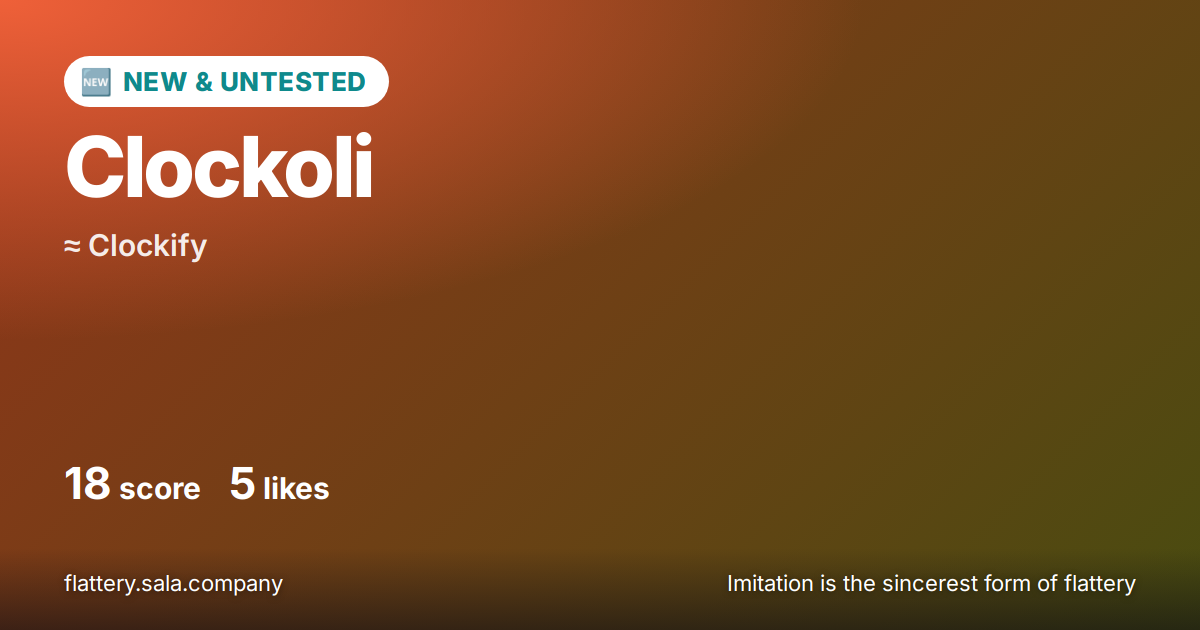 🆕 NEW & UNTESTED
Clockoli
≈ Clockify
18 score 5 likes
flattery.sala.company
Imitation is the sincerest form of flattery